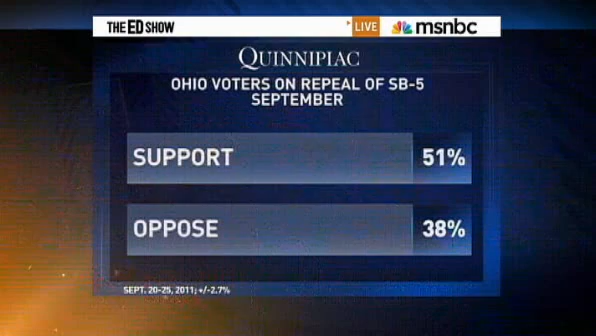 THE ED SHOW
LIVE
msnbc
QUINNIPIAC
OHIO VOTERS ON REPEAL OF SB-5
SEPTEMBER
SUPPORT 51%
OPPOSE 38%
SEPT. 20-25, 2011; +/-2.7%